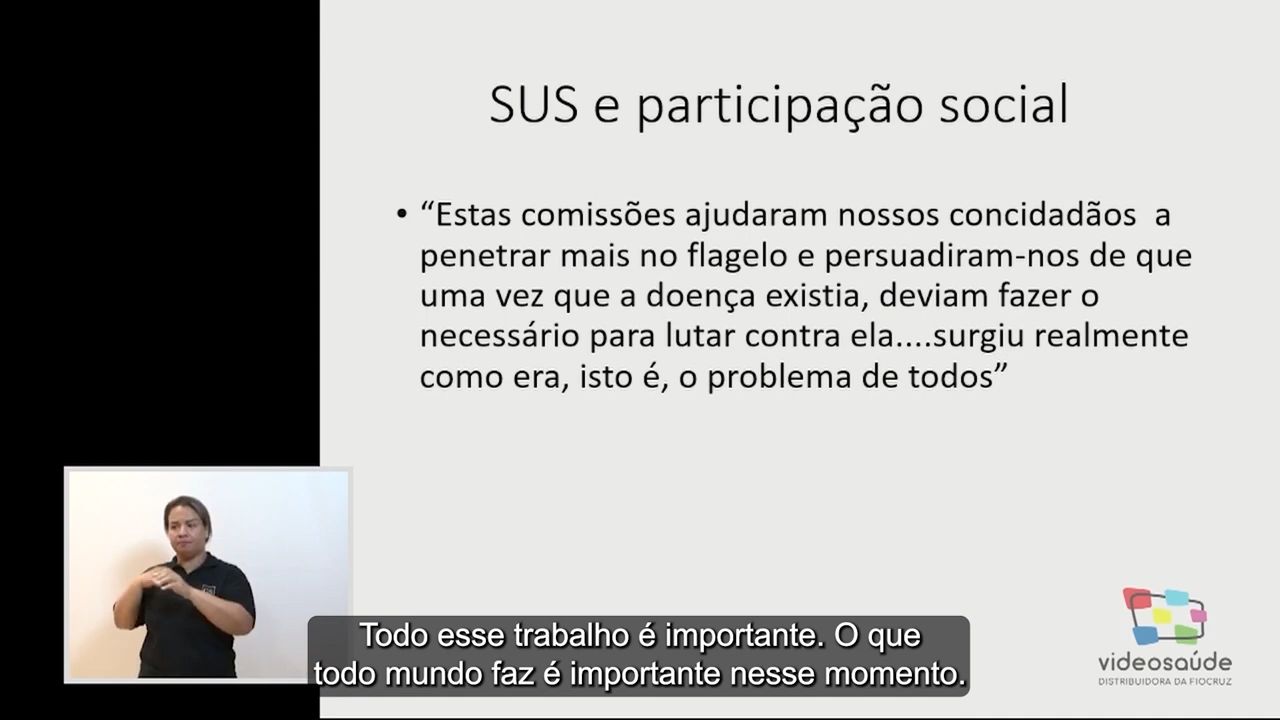 SUS e participação social
• “Estas comissões ajudaram nossos concidadãos a
penetrar mais no flagelo e persuadiram-nos de que
uma vez que a doença existia, deviam fazer o
necessário para lutar contra ela....surgiu realmente
como era, isto é, o problema de todos”
Todo esse trabalho é importante. O que
todo mundo faz é importante nesse momento.
videosaúde
DISTRIBUIDORA DA FIOCRUZ